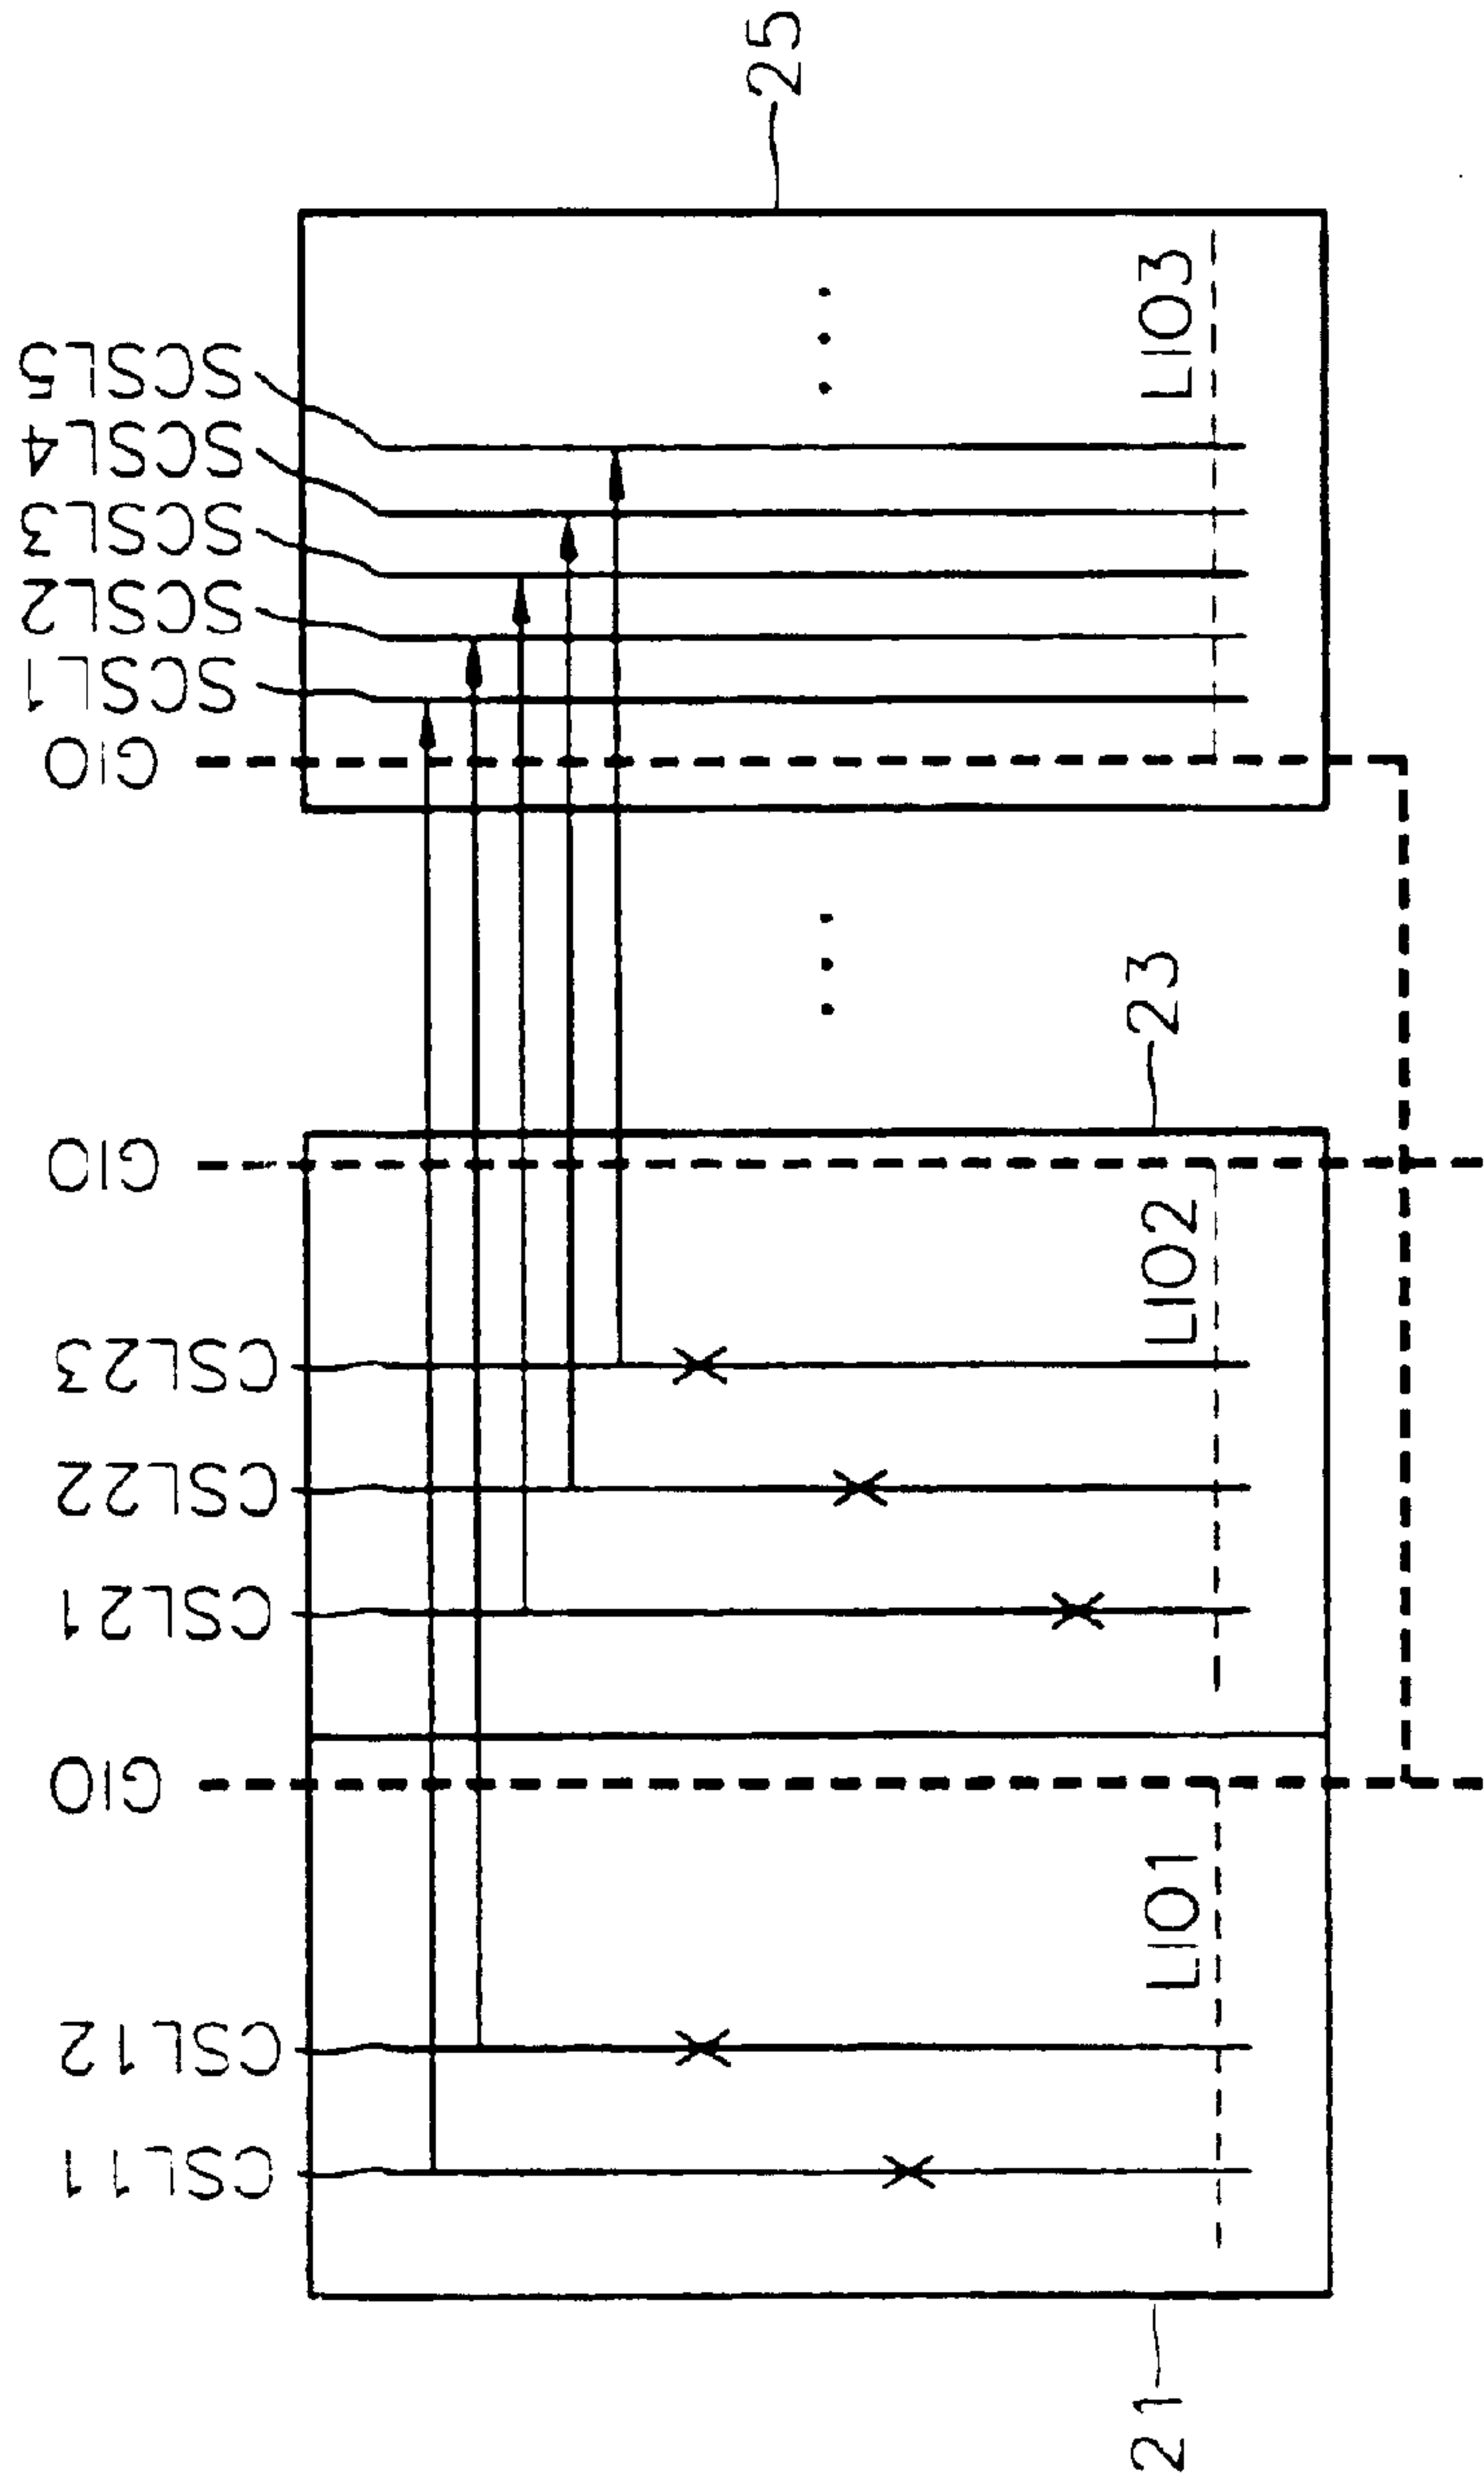 SCSL5
SCSL4
SCSL3
SCSL2
SCSL1
GIO
25
LIO3
GIO
23
LIO2
CSL23
CSL22
CSL21
GIO
LIO1
CSL12
CSL11
21